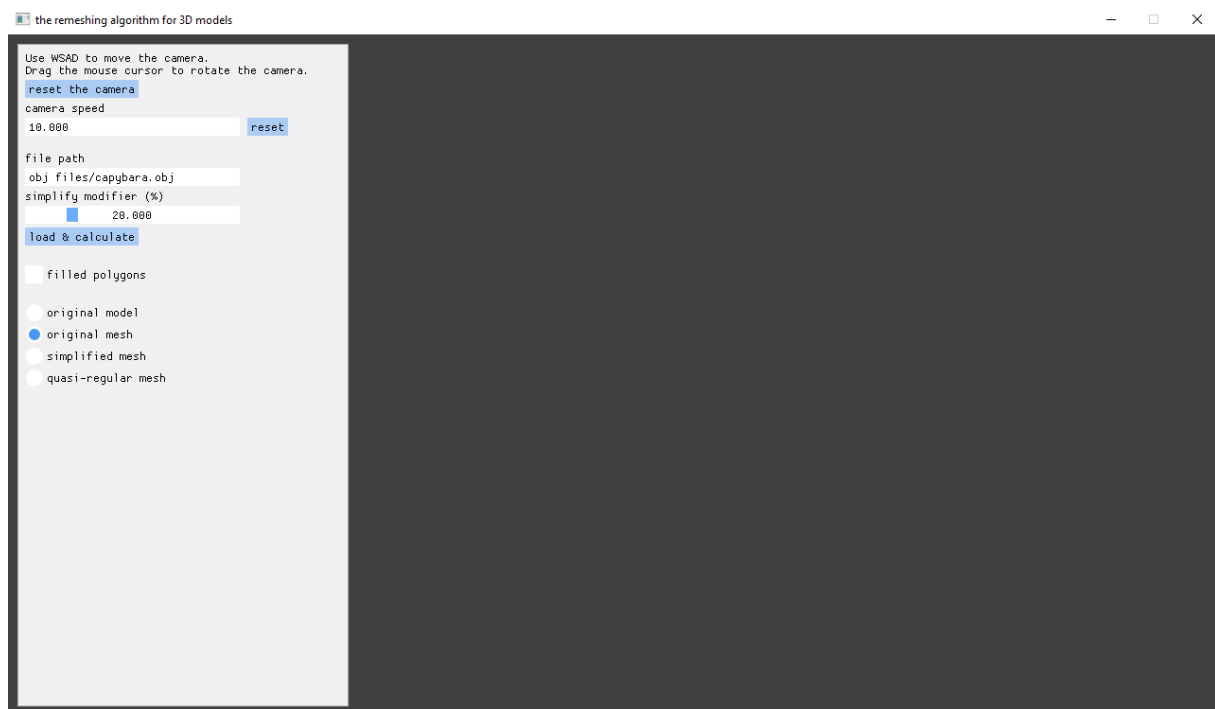 the remeshing algorithm for 3D models
Use WSAD to move the camera.
Drag the mouse cursor to rotate the camera.
reset the camera
camera speed
10.000 reset
file path
obj files/capybara.obj
simplify modifier (%)
20.000
load & calculate
filled polygons
original model
original mesh
simplified mesh
quasi-regular mesh